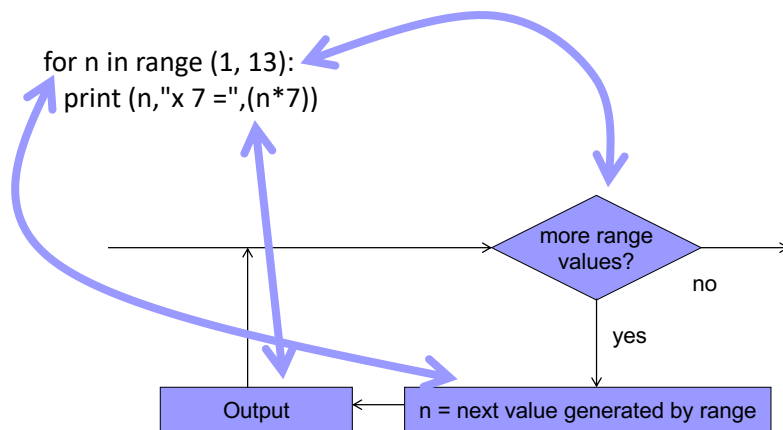 for n in range (1, 13):
print (n,"x 7 =",(n*7))
more range
values?
no
yes
Output
n = next value generated by range